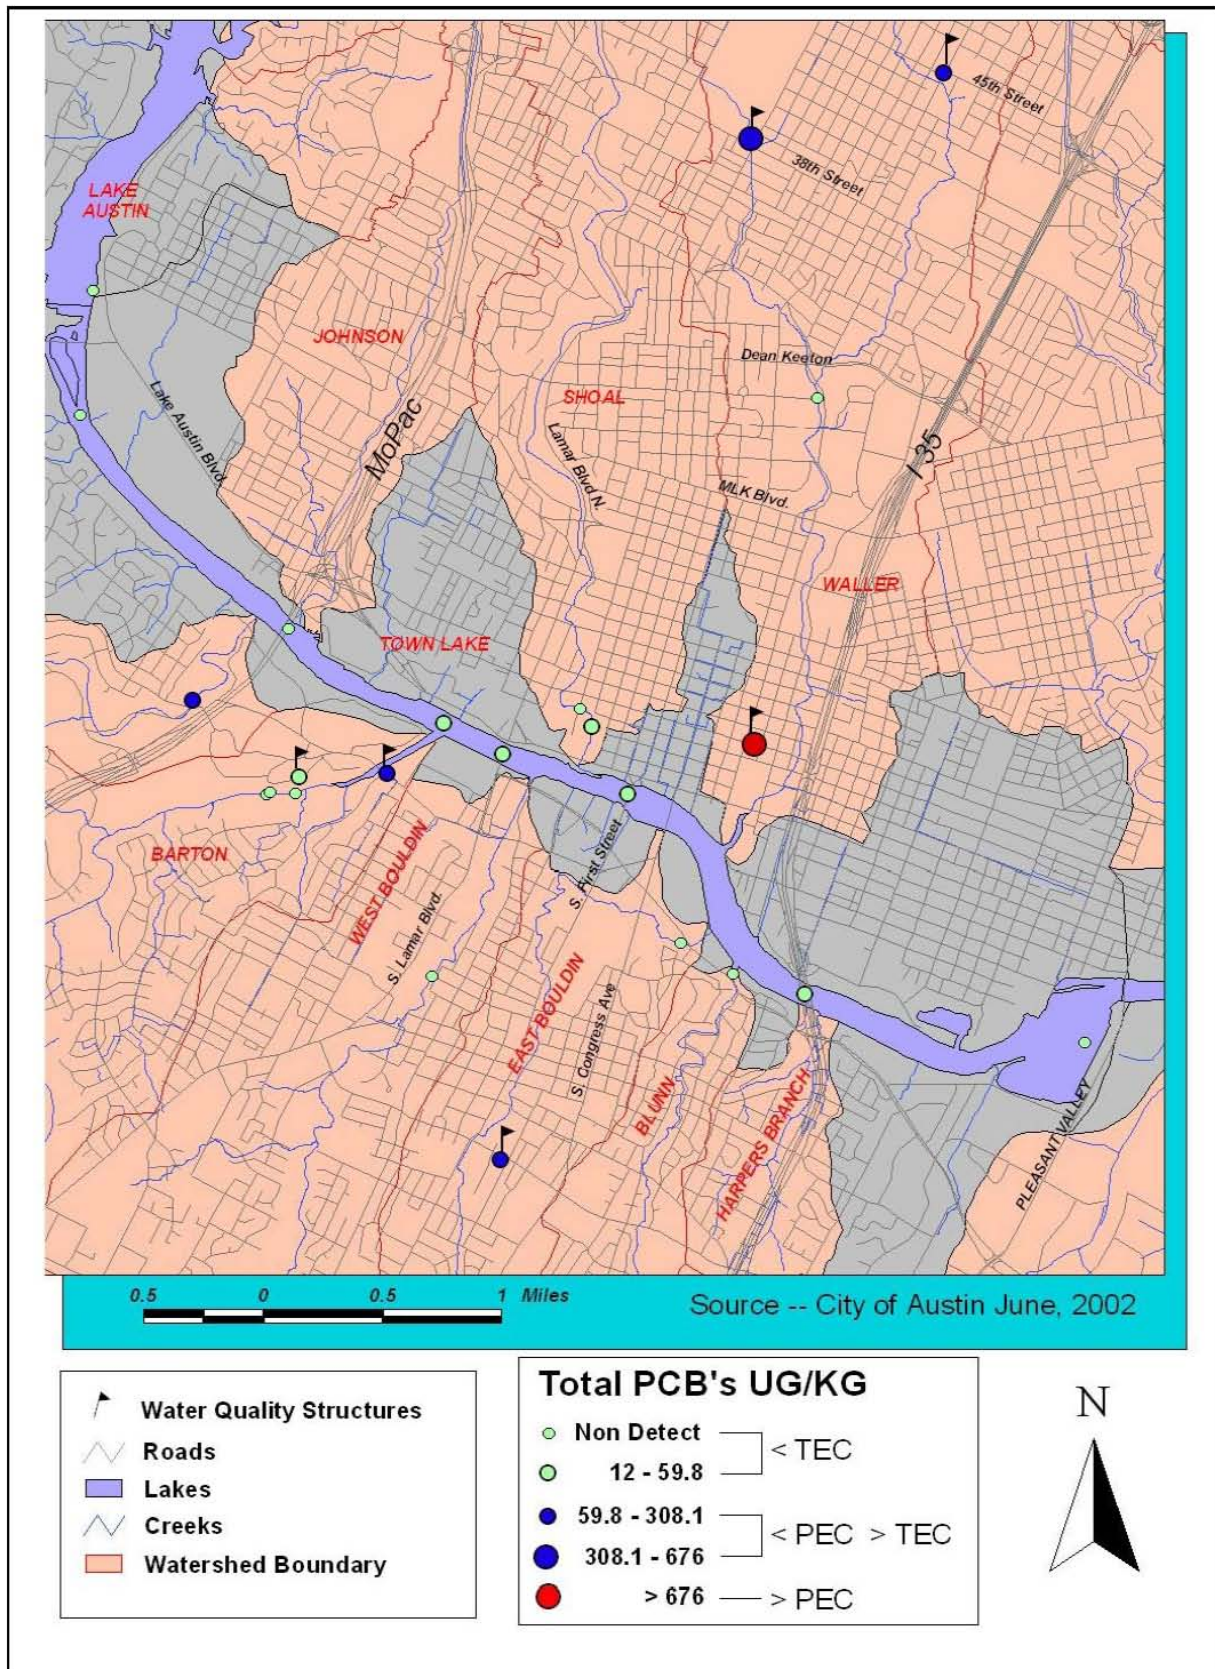 45th Street
38th Street
LAKE
AUSTIN
JOHNSON
Dean Keeton
Lake Austin Blvd.
MoPac
SHOAL
Lamar Blvd N.
I 35
MLK Blvd.
WALLER
TOWN LAKE
BARTON
WEST BOULDIN
S. Lamar Blvd.
S. First Street
EAST BOULDIN
S. Congress Ave
BLUNN
HARPERS BRANCH
PLEASANT VALLEY
0.5 0 0.5 1 Miles
Source -- City of Austin June, 2002
Water Quality Structures
Roads
Lakes
Creeks
Watershed Boundary
Total PCB's UG/KG
Non Detect
12 - 59.8
< TEC
59.8 - 308.1
308.1 - 676
< PEC > TEC
> 676
> PEC
N